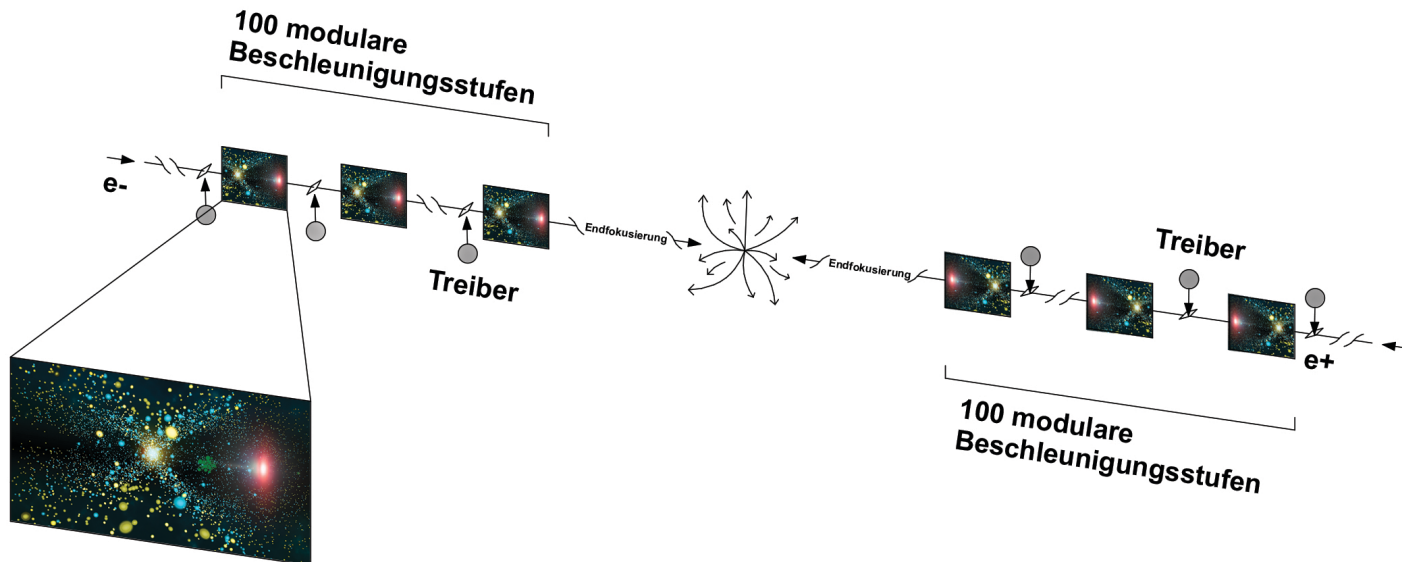 100 modulare
Beschleunigungsstufen
e-
Treiber
Endfokusierung
Endfokusierung
Treiber
e+
100 modulare
Beschleunigungsstufen